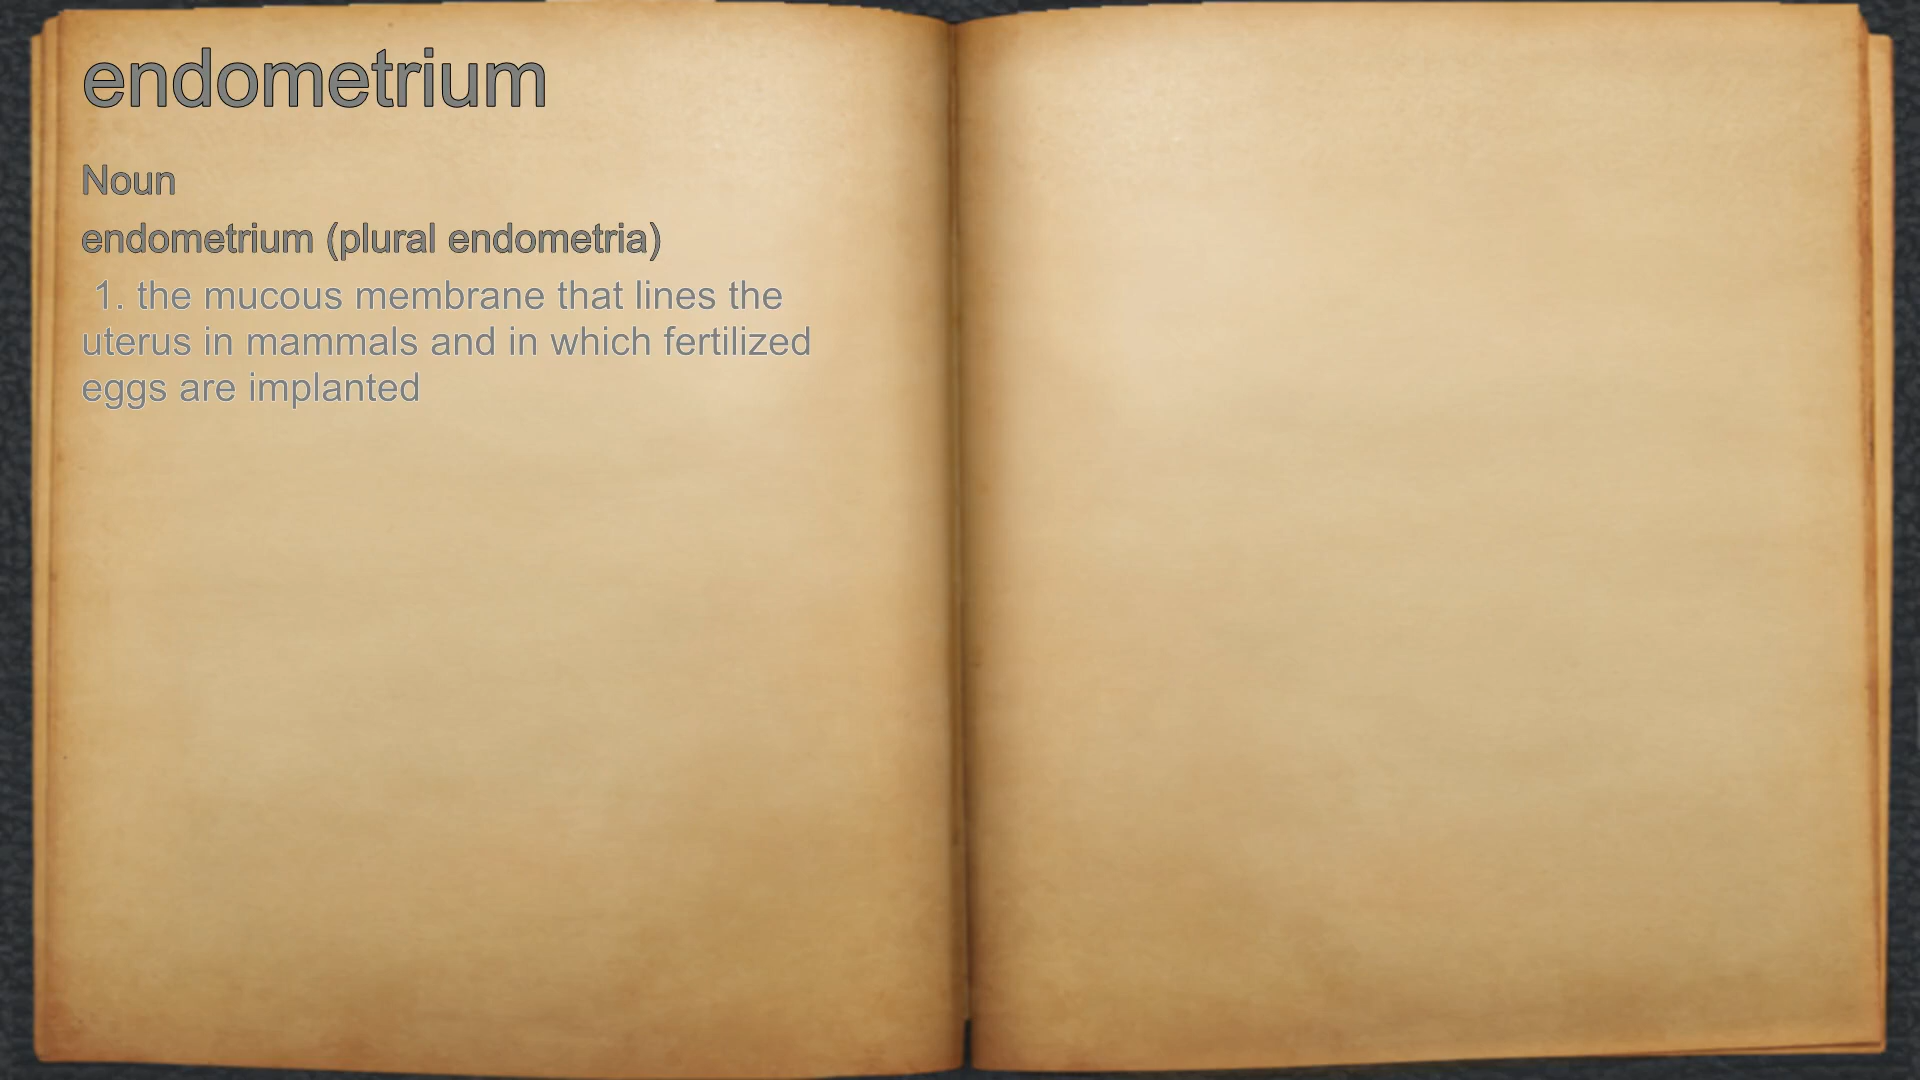 endometrium
Noun
endometrium (plural endometria)
1. the mucous membrane that lines the
uterus in mammals and in which fertilized
eggs are implanted